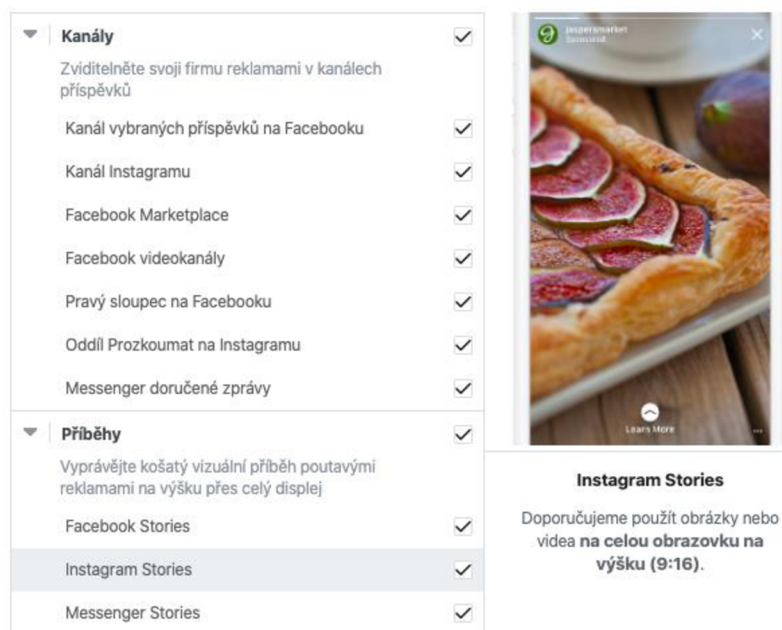 Kanály
Zviditelněte svoji firmu reklamami v kanálech
příspěvků
Kanál vybraných příspěvků na Facebooku
Kanál Instagramu
Facebook Marketplace
Facebook videokanály
Pravý sloupec na Facebooku
Oddíl Prozkoumat na Instagramu
Messenger doručené zprávy
Příběhy
Vyprávějte košatý vizuální příběh poutavými
reklamami na výšku přes celý displej
Facebook Stories
Instagram Stories
Messenger Stories
jaspersmarket
Sponsored
Learn More
Instagram Stories
Doporučujeme použít obrázky nebo
videa na celou obrazovku na
výšku (9:16).